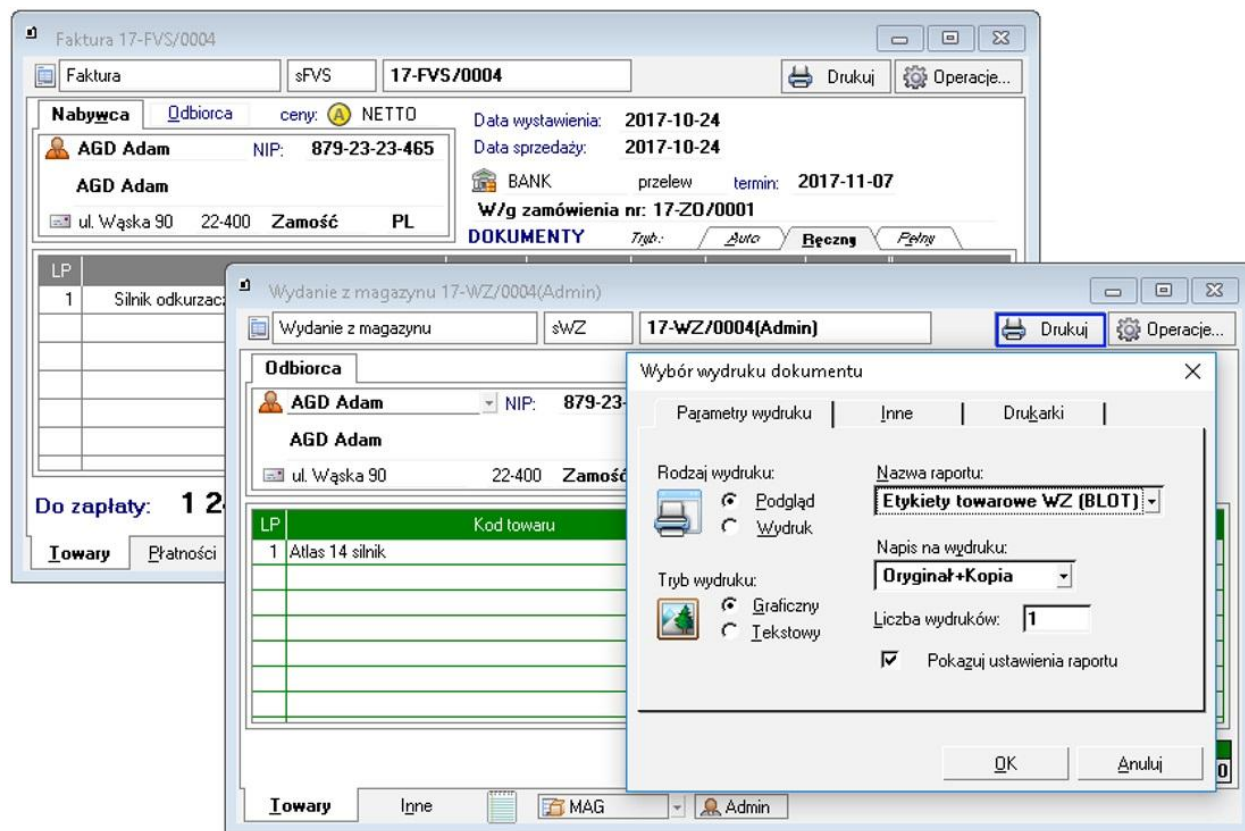 Faktura 17-FVS/0004
Faktura sFVS 17-FVS/0004 Drukuj Operacje...
Nabywca Odbiorca ceny: A NETTO
AGD Adam NIP: 879-23-23-465
AGD Adam
ul. Wąska 90 22-400 Zamość PL
Data wystawienia: 2017-10-24
Data sprzedaży: 2017-10-24
BANK przelew termin: 2017-11-07
W/g zamówienia nr: 17-ZO/0001
DOKUMENTY Tryb.: Auto Ręczny Pełny
LP
1 Silnik odkurzac
Do zapłaty: 1 2
Towary Płatności
Wydanie z magazynu 17-WZ/0004(Admin)
Wydanie z magazynu sWZ 17-WZ/0004(Admin) Drukuj Operacje...
Odbiorca
AGD Adam NIP: 879-23-
AGD Adam
ul. Wąska 90 22-400 Zamość
LP Kod towaru
1 Atlas 14 silnik
0
Towary Inne MAG Admin
Wybór wydruku dokumentu
Parametry wydruku Inne Drukarki
Rodzaj wydruku:
Podgląd
Wydruk
Tryb wydruku:
Graficzny
Tekstowy
Nazwa raportu:
Etykiety towarowe WZ (BLOT)
Napis na wydruku:
Oryginał+Kopia
Liczba wydruków: 1
Pokazuj ustawienia raportu
OK Anuluj